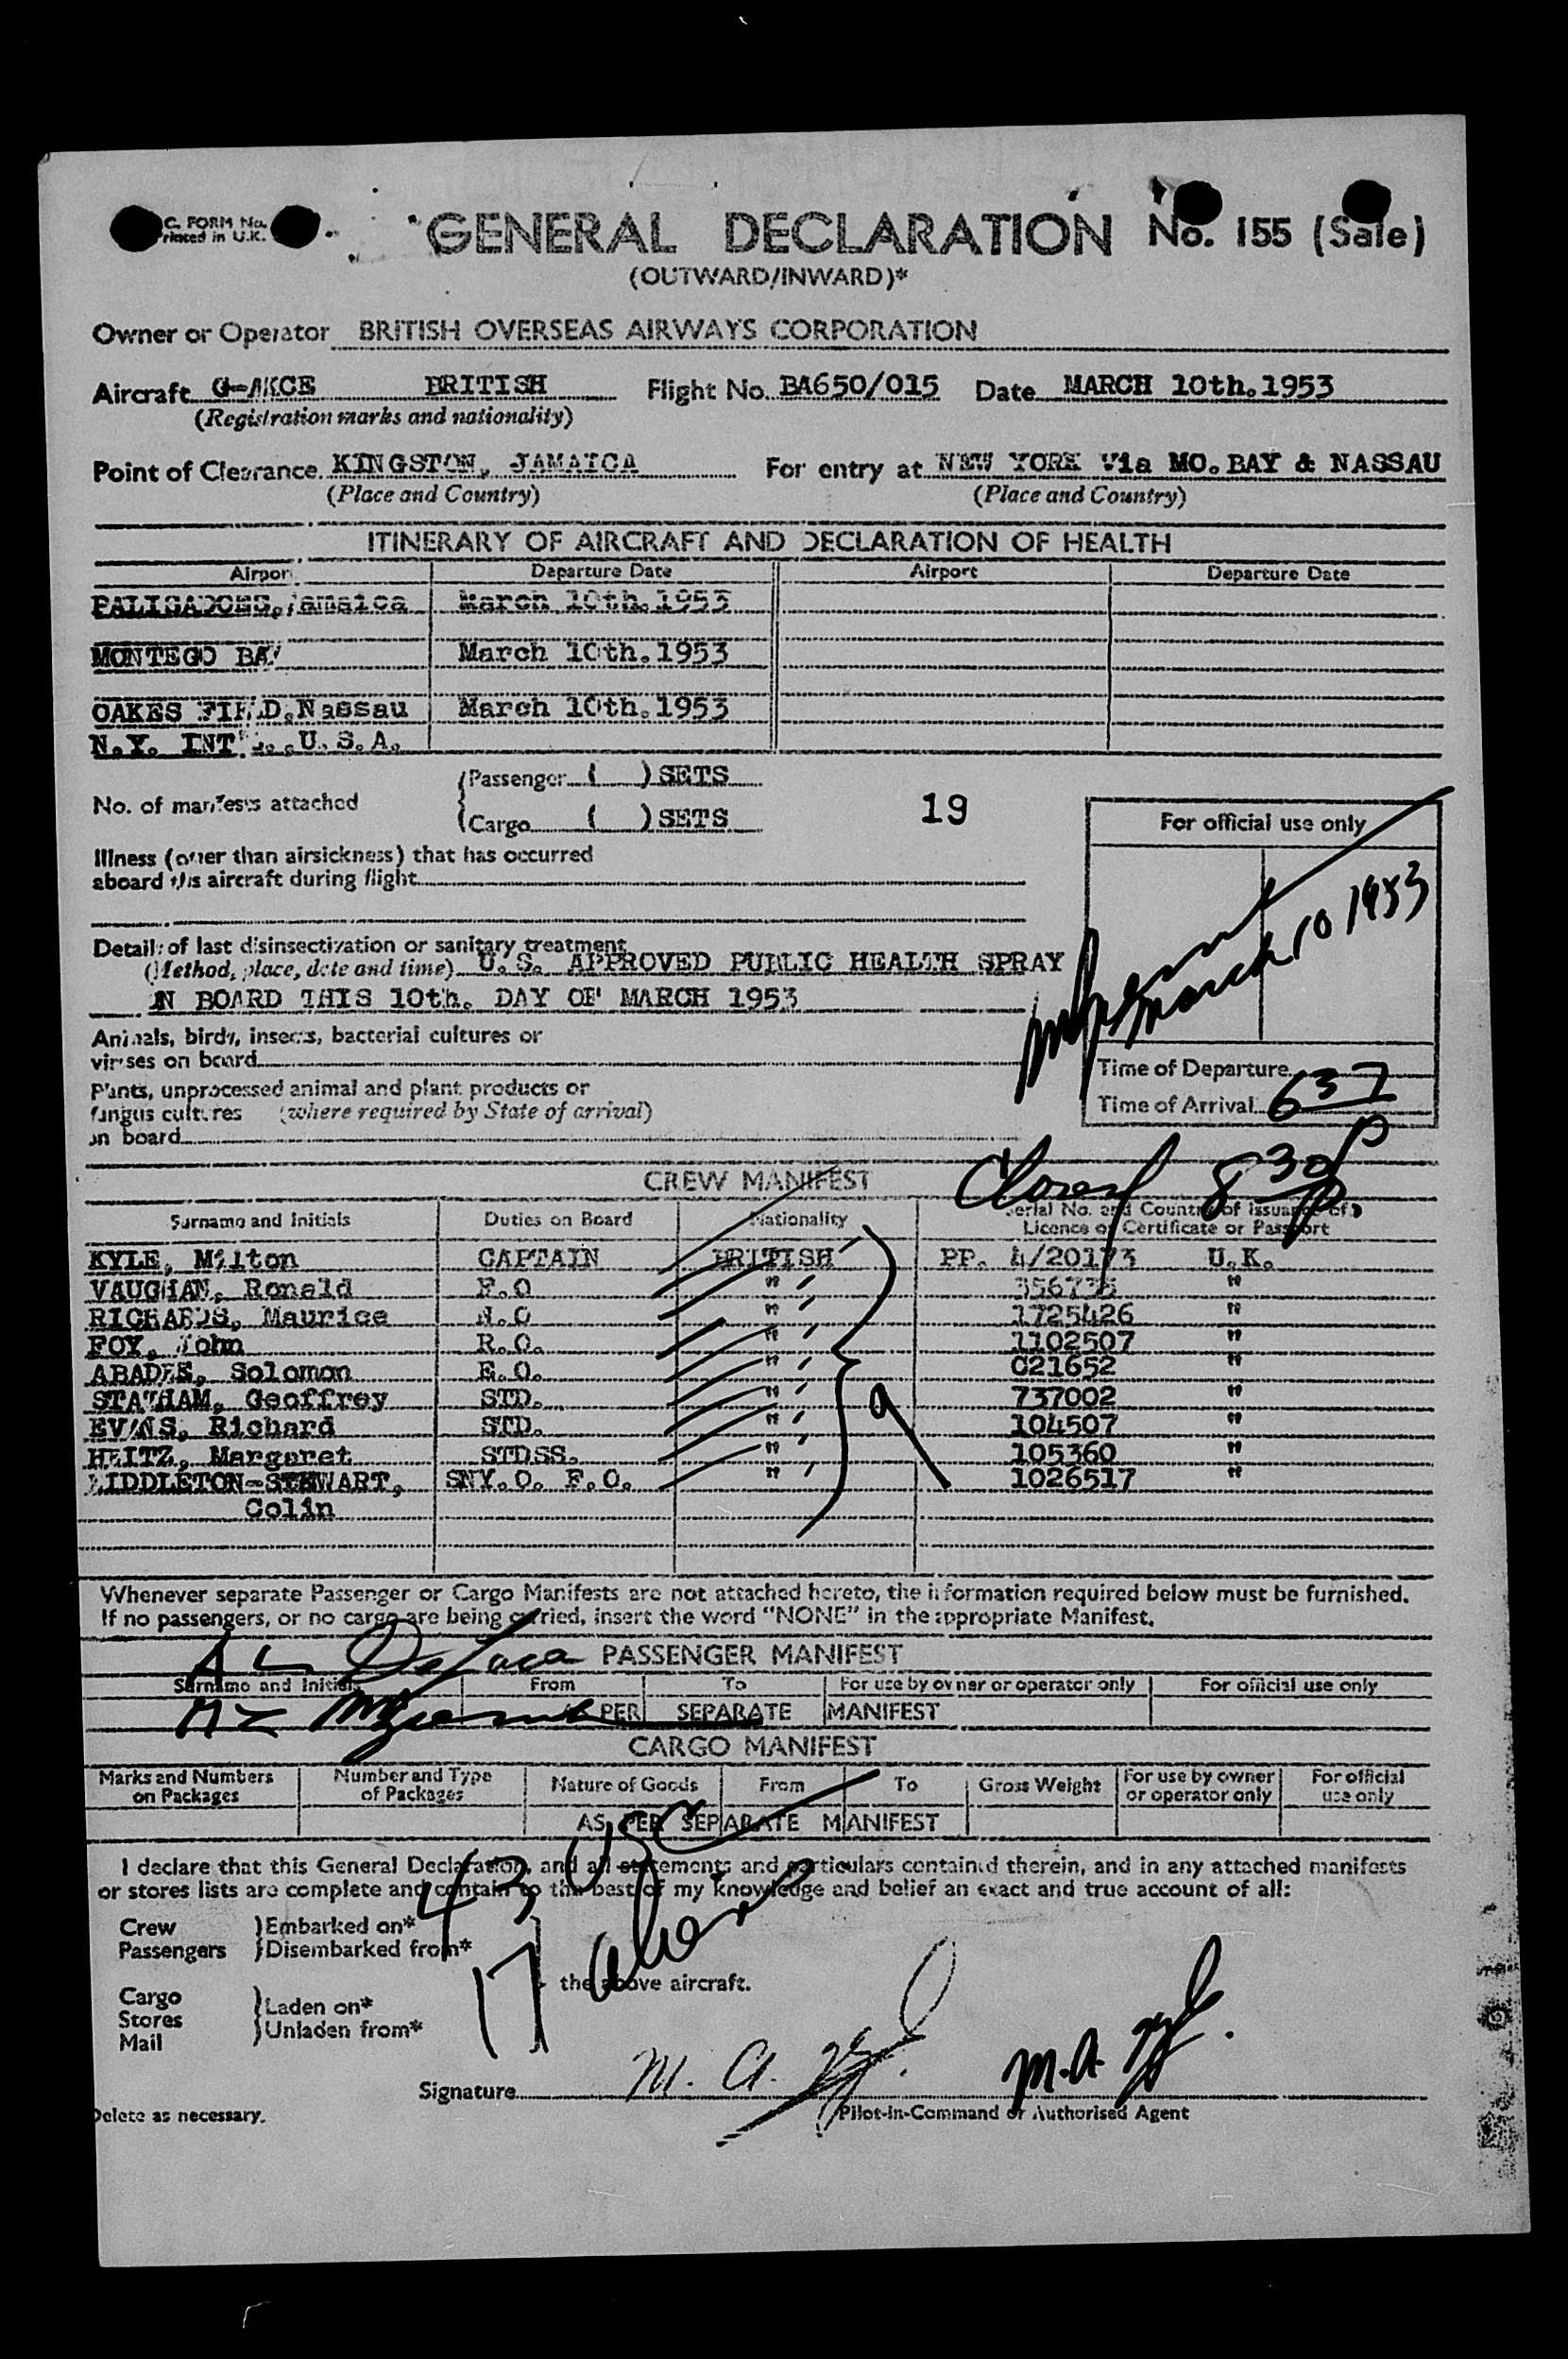 C. FORM No.
Printed in U.K.
GENERAL DECLARATION No. 155 (Sale)
(OUTWARD/INWARD)*
Owner or Operator BRITISH OVERSEAS AIRWAYS CORPORATION
Aircraft G-AKCE BRITISH Flight No. BA650/015 Date MARCH 10th.1953
(Registration marks and nationality)
Point of Clearance KINGSTON, JAMAICA For entry at NEW YORK Via MO. BAY & NASSAU
(Place and Country) (Place and Country)
ITINERARY OF AIRCRAFT AND DECLARATION OF HEALTH
Airport Departure Date Airport Departure Date
PALISADOES, Jamaica March 10th.1953
MONTEGO BAY March 10th.1953
OAKES FIELD, Nassau March 10th.1953
N.Y. INT'L., U.S.A.
No. of manifests attached
Passenger ( ) SETS
Cargo ( ) SETS
19
For official use only
Illness (other than airsickness) that has occurred
aboard this aircraft during flight
March 10 1953
Details of last disinsectization or sanitary treatment
(Method, place, date and time) U.S. APPROVED PUBLIC HEALTH SPRAY
ON BOARD THIS 10th. DAY OF MARCH 1953
Animals, birds, insects, bacterial cultures or
viruses on board
Plants, unprocessed animal and plant products or
fungus cultures (where required by State of arrival)
on board
Time of Departure
Time of Arrival 637
Closed 8 30 p
CREW MANIFEST
Surname and Initials Duties on Board Nationality Serial No. and Country of Issuance of
Licence or Certificate or Passport
KYLE, Milton CAPTAIN BRITISH PP. 4/20173 U.K.
VAUGHAN, Ronald F.O " "
RICHARDS, Maurice N.O " 1725426 "
FOY, John R.O. " 1102507 "
ABADES, Solomon E.O. " C21652 "
STATHAM, Geoffrey STD. " 737002 "
EVANS, Richard STD. " 104507 "
HEITZ, Margaret STDSS. " 105360 "
MIDDLETON-STEWART, SNY.O. F.O. " 1026517 "
Colin
9
Whenever separate Passenger or Cargo Manifests are not attached hereto, the information required below must be furnished.
If no passengers, or no cargo are being carried, insert the word "NONE" in the appropriate Manifest.
PASSENGER MANIFEST
Surname and Initials From To For use by owner or operator only For official use only
PER SEPARATE MANIFEST
CARGO MANIFEST
Marks and Numbers on Packages Number and Type of Packages Nature of Goods From To Gross Weight For use by owner or operator only For official use only
AS PER SEPARATE MANIFEST
I declare that this General Declaration, and all statements and particulars contained therein, and in any attached manifests
or stores lists are complete and contain to the best of my knowledge and belief an exact and true account of all:
43 USC
17 alien
Crew Embarked on*
Passengers Disembarked from*
the above aircraft.
Cargo
Stores Laden on*
Mail Unladen from*
Signature M. A. Kyle. M.A. Kyle.
Pilot-in-Command or Authorised Agent
Delete as necessary.